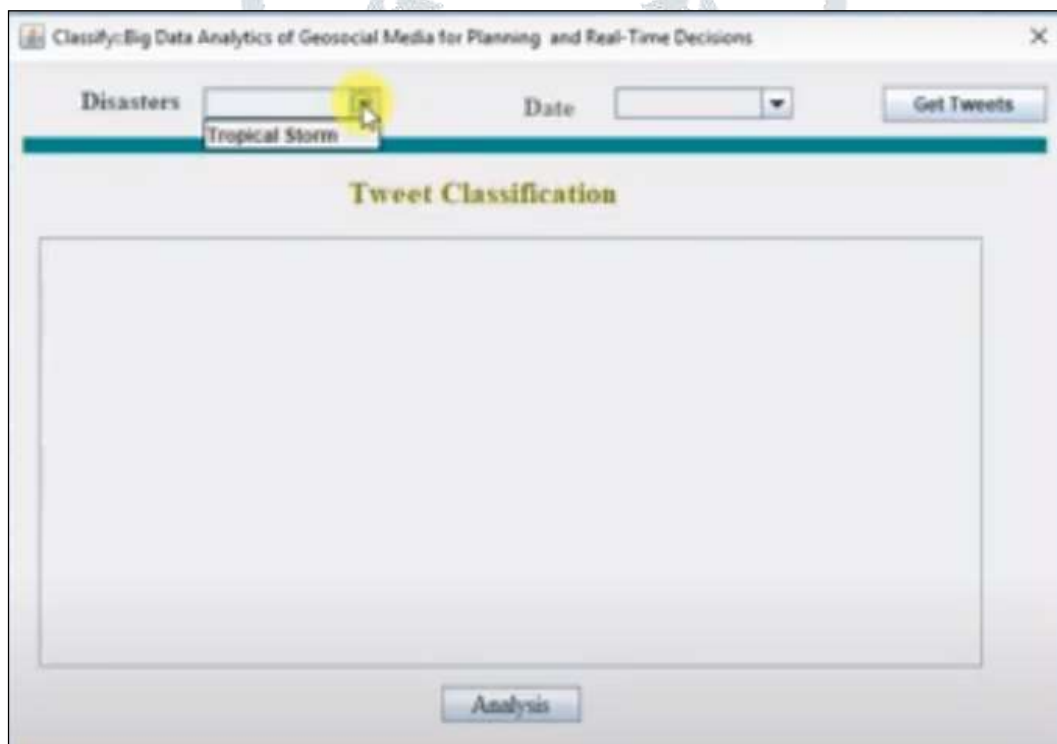 Classify::Big Data Analytics of Geosocial Media for Planning and Real-Time Decisions
Disasters Date Get Tweets
Tropical Storm
Tweet Classification
Analysis